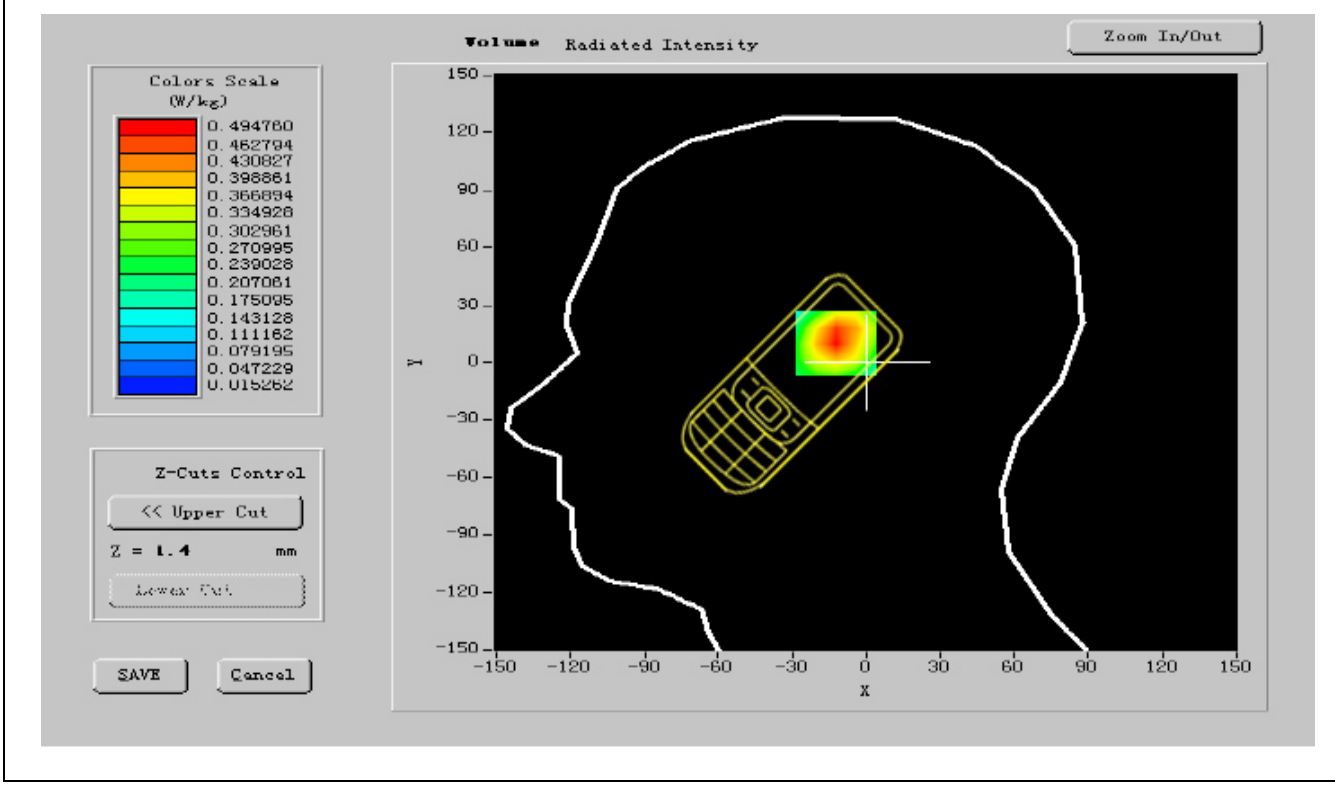 Volume Radiated Intensity
Zoom In/Out
Colors Scale
(W/kg)
0.494760
0.462794
0.430827
0.398861
0.366894
0.334928
0.302961
0.270995
0.239028
0.207061
0.175095
0.143128
0.111162
0.079195
0.047229
0.015262
Z-Cuts Control
<< Upper Cut
Z = 1.4 mm
Lower Cut
SAVE
Cancel
150
120
90
60
30
0
-30
-60
-90
-120
-150
Y
-150 -120 -90 -60 -30 0 30 60 90 120 150
X